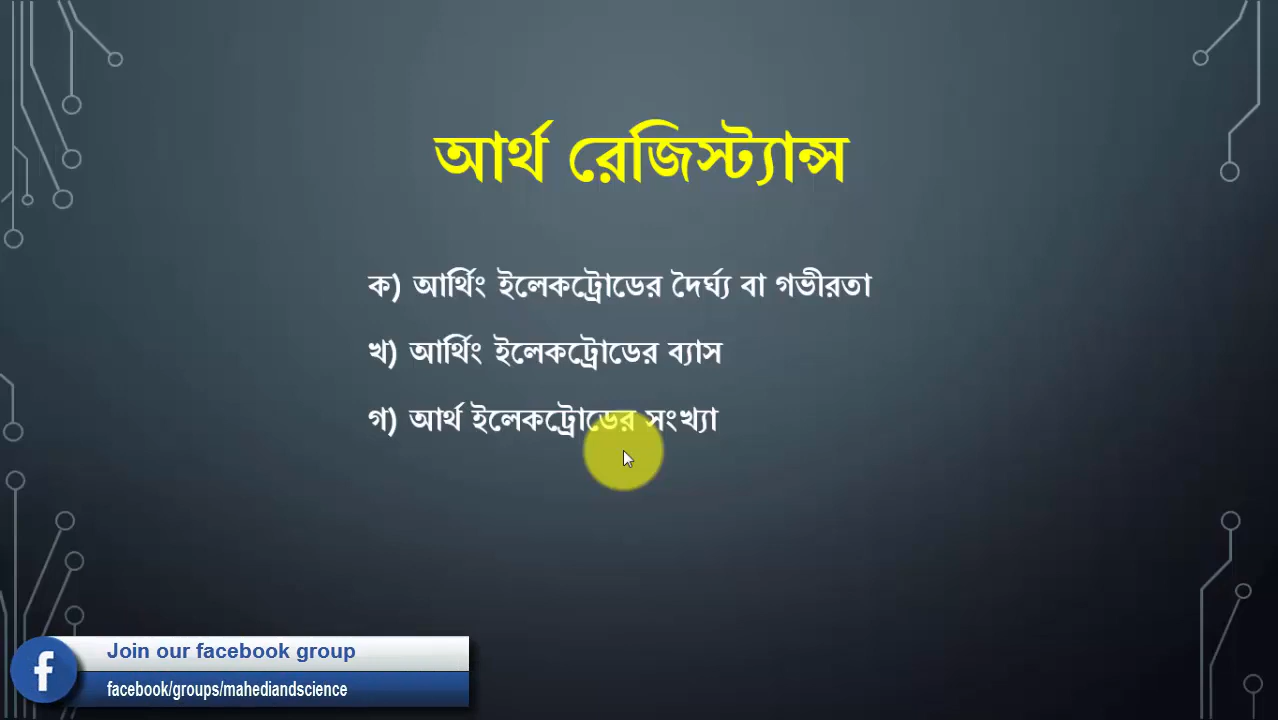 আর্থ রেজিস্ট্যান্স
ক) আর্থিং ইলেকট্রোডের দৈর্ঘ্য বা গভীরতা
খ) আর্থিং ইলেকট্রোডের ব্যাস
গ) আর্থ ইলেকট্রোডের সংখ্যা
Join our facebook group
facebook/groups/mahediandscience